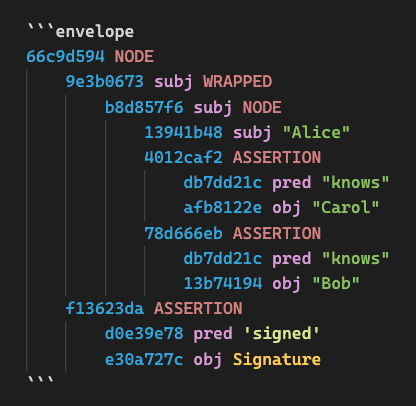 ```envelope
66c9d594 NODE
    9e3b0673 subj WRAPPED
        b8d857f6 subj NODE
            13941b48 subj "Alice"
            4012caf2 ASSERTION
                db7dd21c pred "knows"
                afb8122e obj "Carol"
            78d666eb ASSERTION
                db7dd21c pred "knows"
                13b74194 obj "Bob"
    f13623da ASSERTION
        d0e39e78 pred 'signed'
        e30a727c obj Signature
```